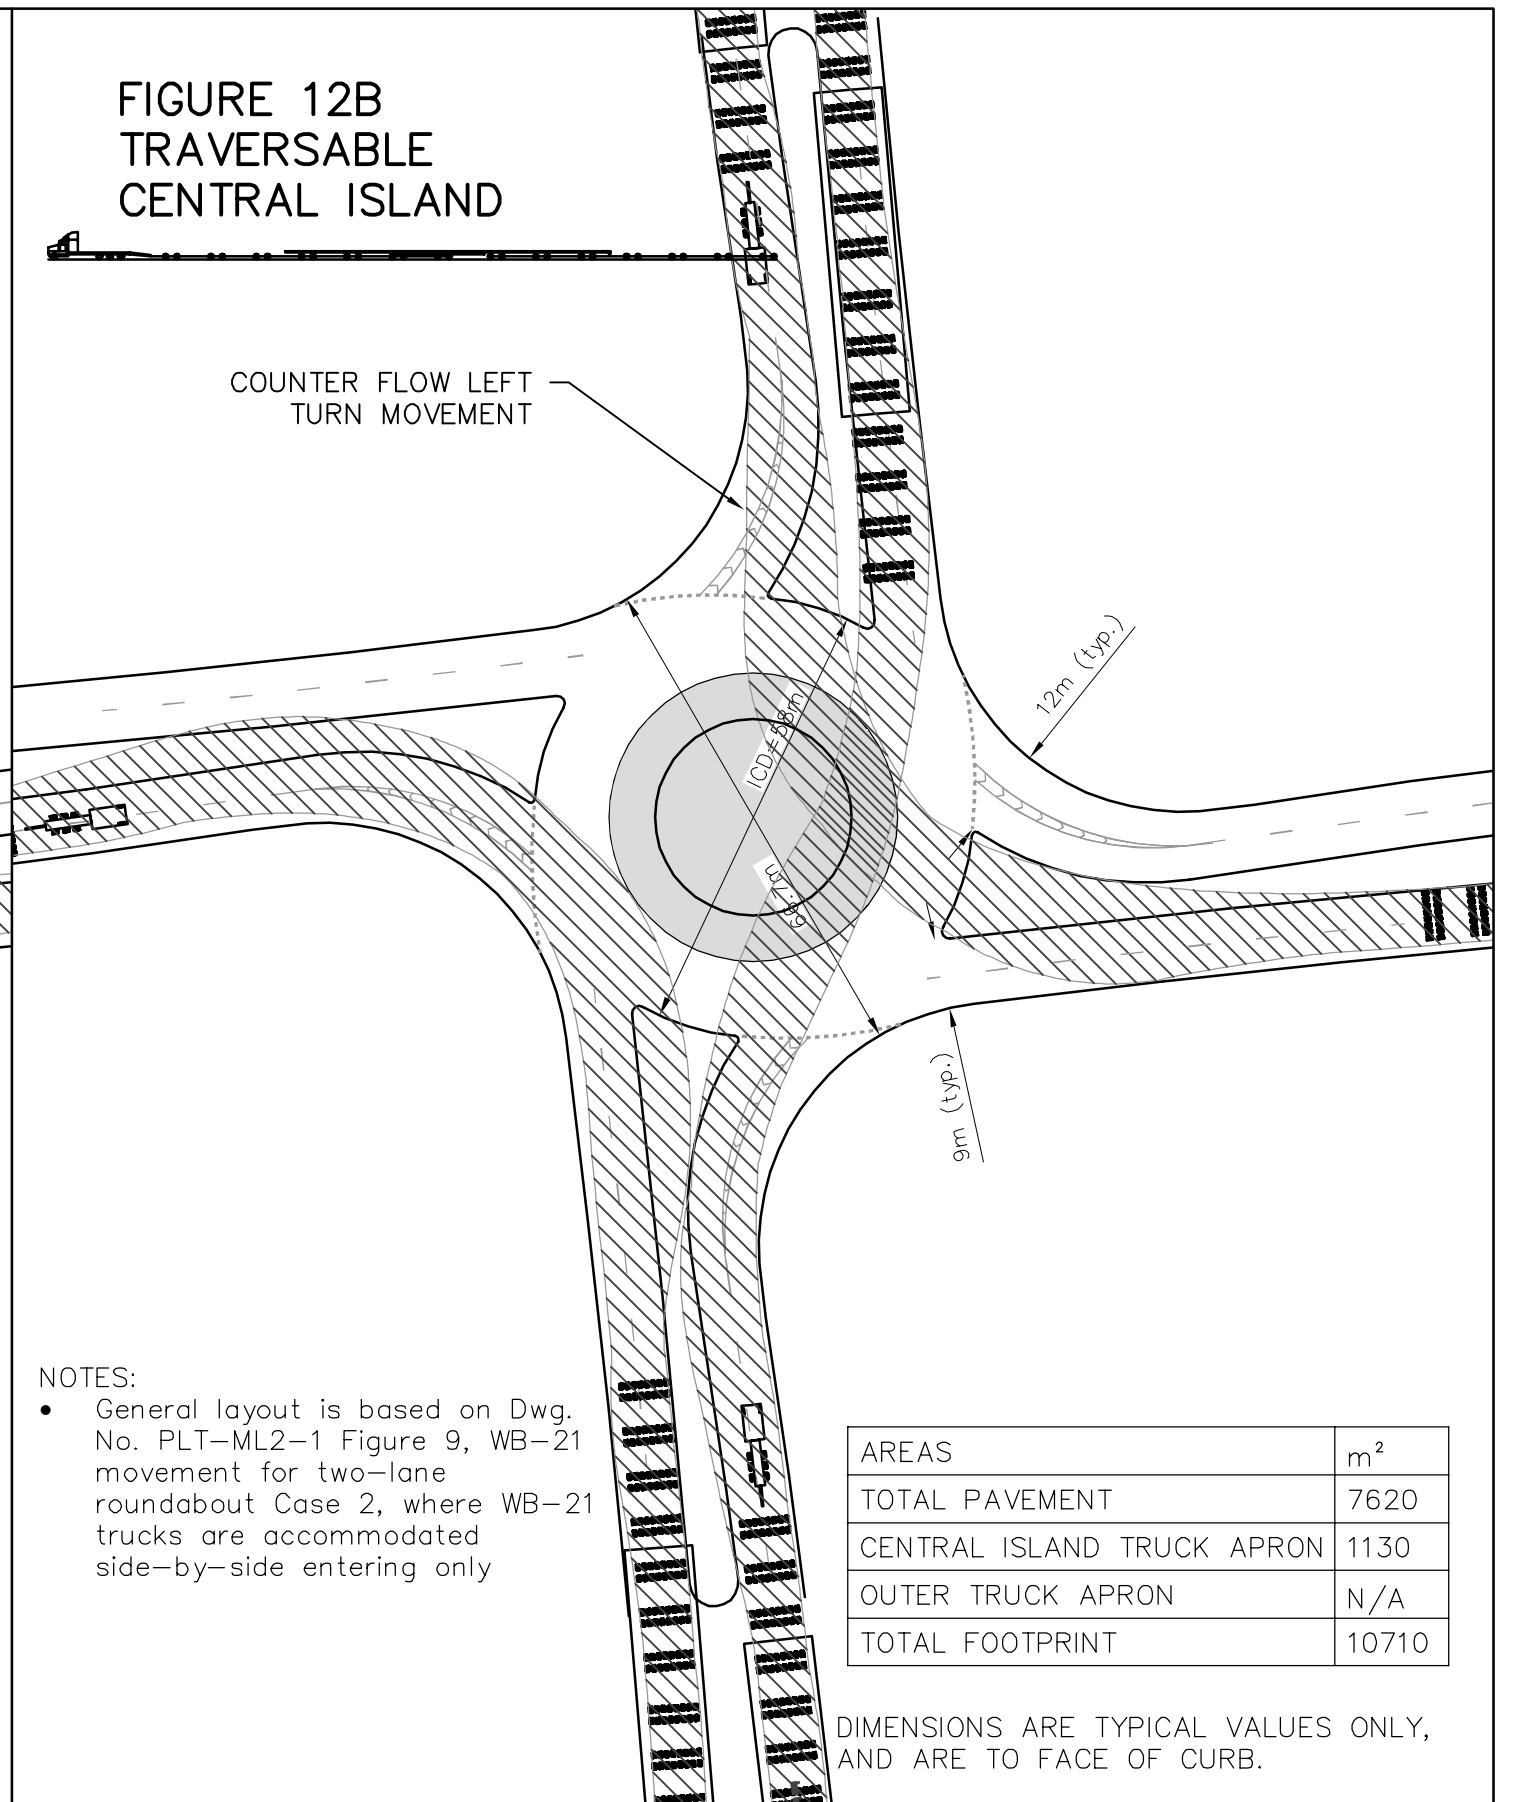 FIGURE 12B
TRAVERSABLE
CENTRAL ISLAND
COUNTER FLOW LEFT
TURN MOVEMENT
12m (typ.)
ICD=58m
66.7m
9m (typ.)
NOTES:
• General layout is based on Dwg.
No. PLT-ML2-1 Figure 9, WB-21
movement for two-lane
roundabout Case 2, where WB-21
trucks are accommodated
side-by-side entering only
AREAS m²
TOTAL PAVEMENT 7620
CENTRAL ISLAND TRUCK APRON 1130
OUTER TRUCK APRON N/A
TOTAL FOOTPRINT 10710
DIMENSIONS ARE TYPICAL VALUES ONLY,
AND ARE TO FACE OF CURB.